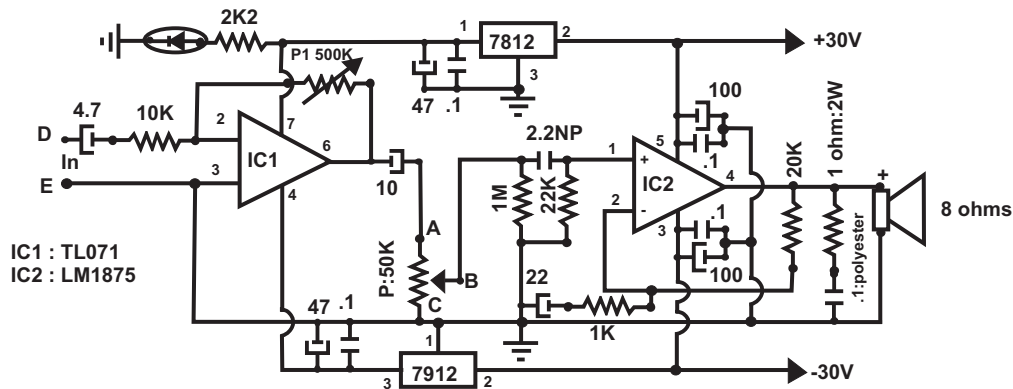 2K2
1 7812 2
+30V
P1 500K
3
47 .1
100
4.7
10K
2
7
2.2NP
5
.1
20K
1 ohm:2W
D
In
IC1
6
1
+
IC2
4
+
E
3
4
10
1M
22K
2
-
3
.1
8 ohms
A
100
IC1 : TL071
IC2 : LM1875
P:50K
B
C
22
.1:polyester
47 .1
1K
1
3 7912 2
-30V